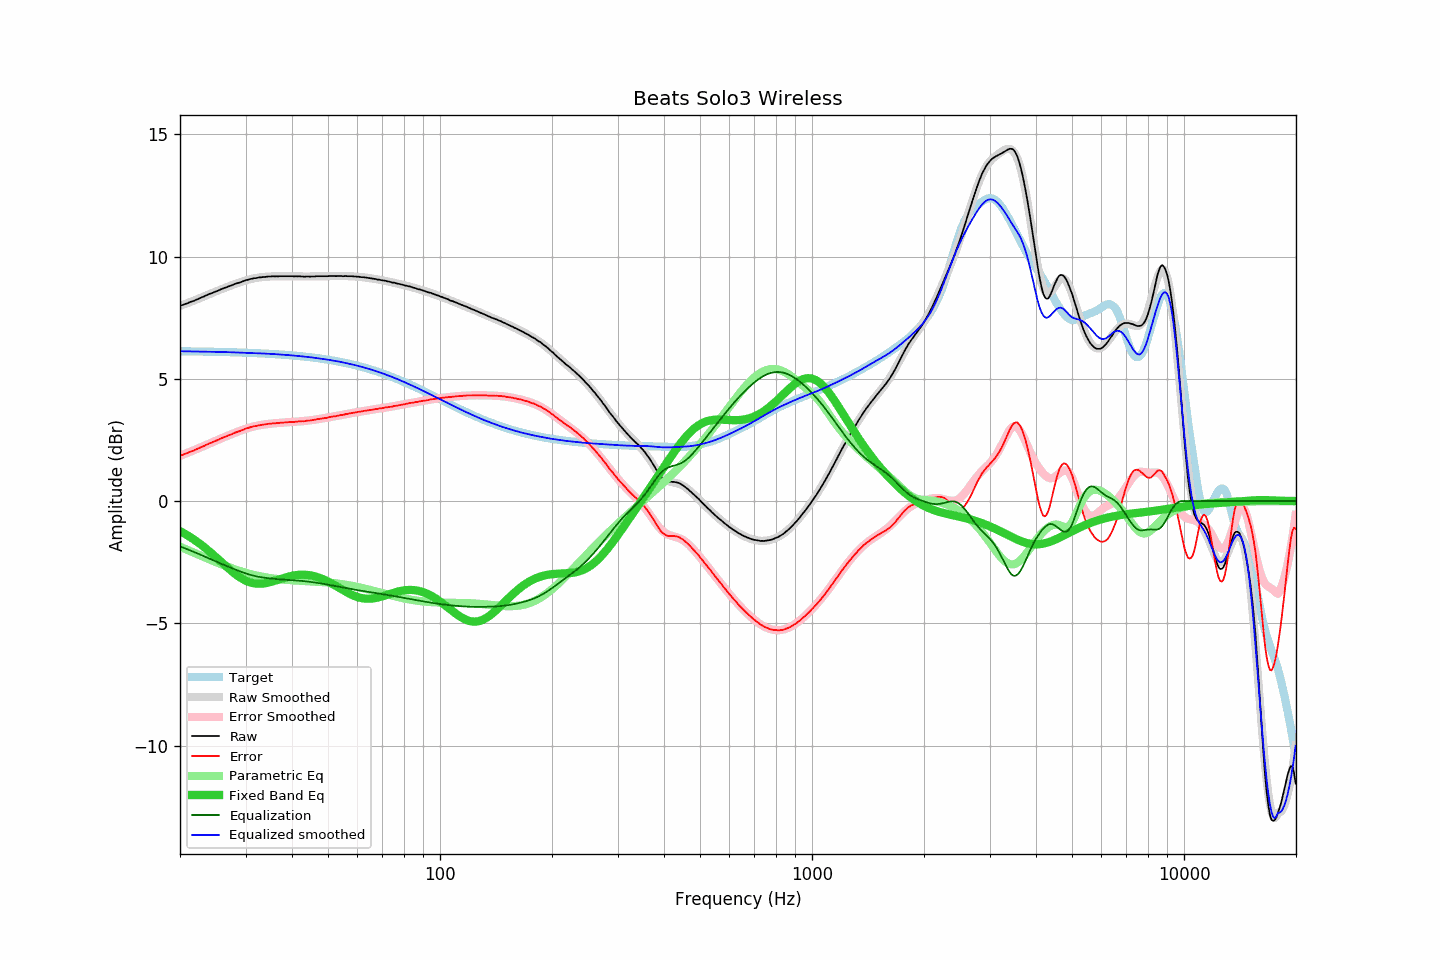 Beats Solo3 Wireless
15
10
5
0
−5
−10
Amplitude (dBr)
Target
Raw Smoothed
Error Smoothed
Raw
Error
Parametric Eq
Fixed Band Eq
Equalization
Equalized smoothed
100 1000 10000
Frequency (Hz)